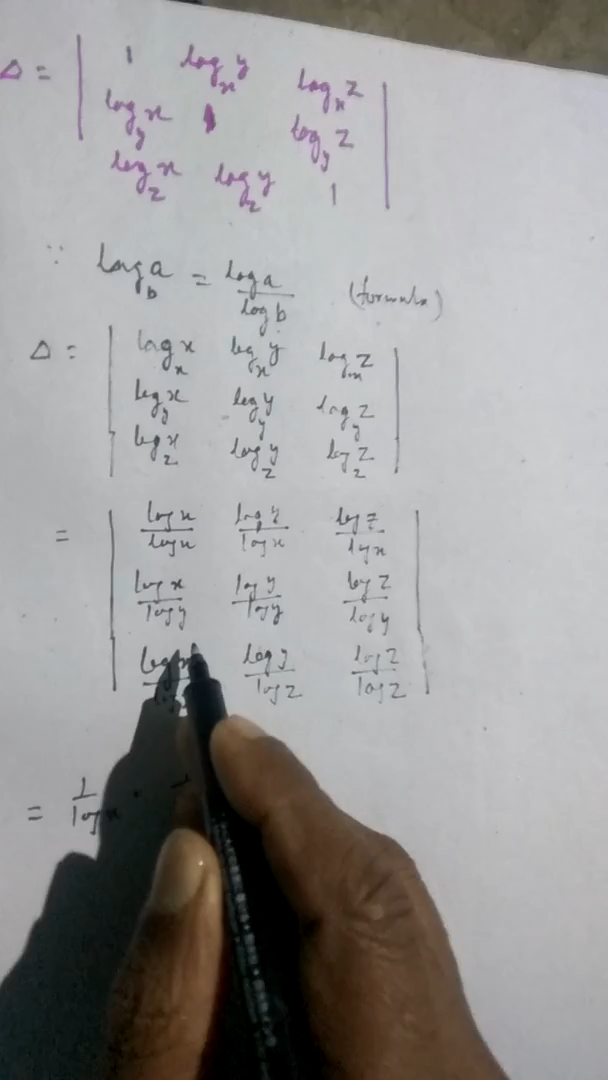 Δ = | 1 log_x y log_x z |
| log_y x 1 log_y z |
| log_z x log_z y 1 |
∵ log_b a = log a / log b (formula)
Δ = | log_x x log_x y log_x z |
| log_y x log_y y log_y z |
| log_z x log_z y log_z z |
= | log x / log x log y / log x log z / log x |
| log x / log y log y / log y log z / log y |
| log x log y / log z log z / log z |
= 1 / log x ·